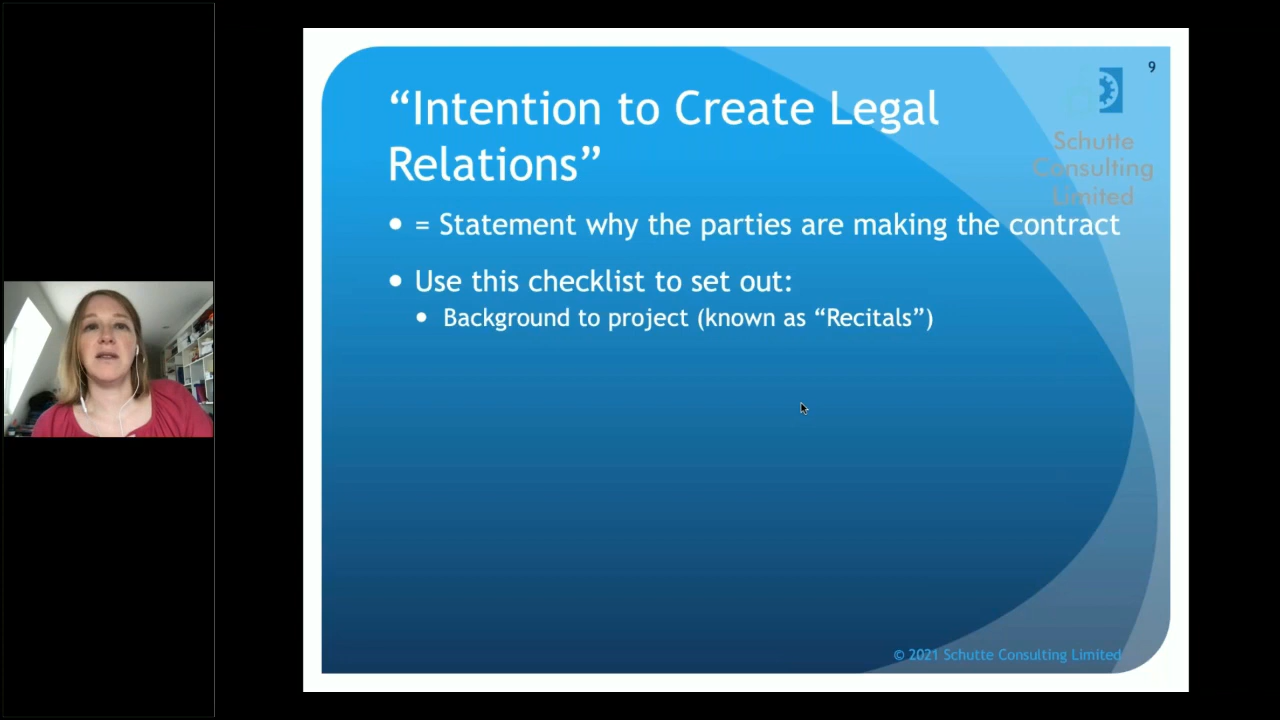 9
“Intention to Create Legal
Relations”
Schutte
Consulting
Limited
= Statement why the parties are making the contract
Use this checklist to set out:
Background to project (known as “Recitals”)
© 2021 Schutte Consulting Limited